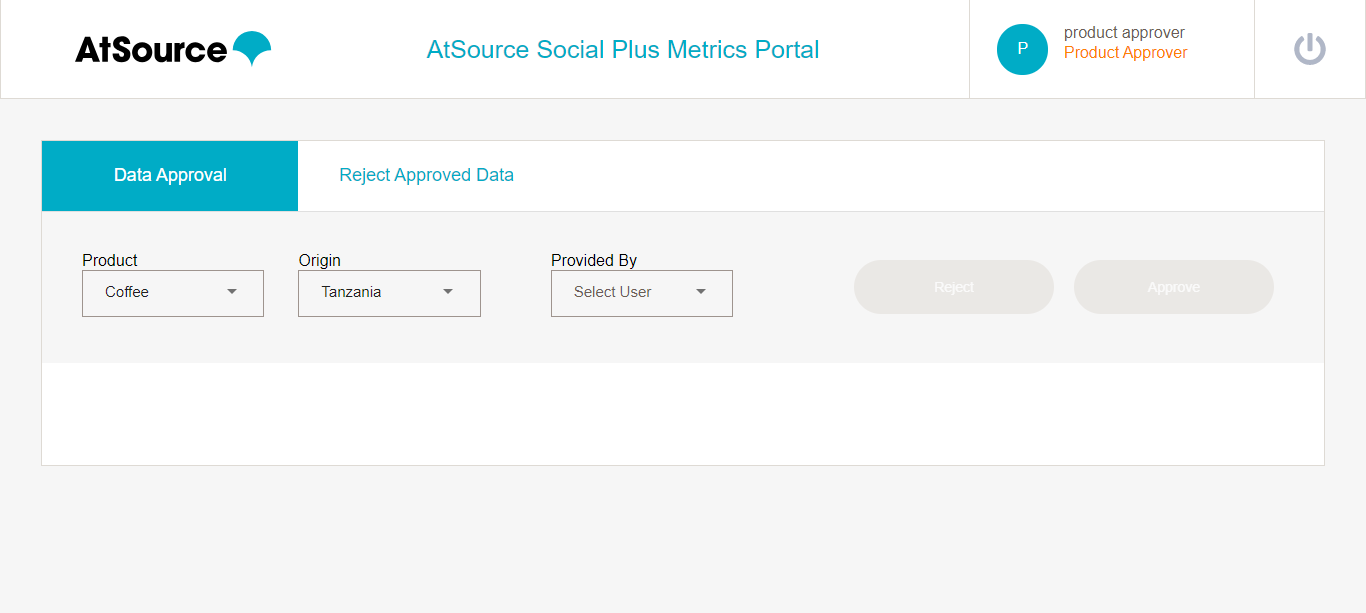 AtSource
AtSource Social Plus Metrics Portal
P
product approver
Product Approver
Data Approval
Reject Approved Data
Product
Origin
Provided By
Coffee
Tanzania
Select User
Reject
Approve